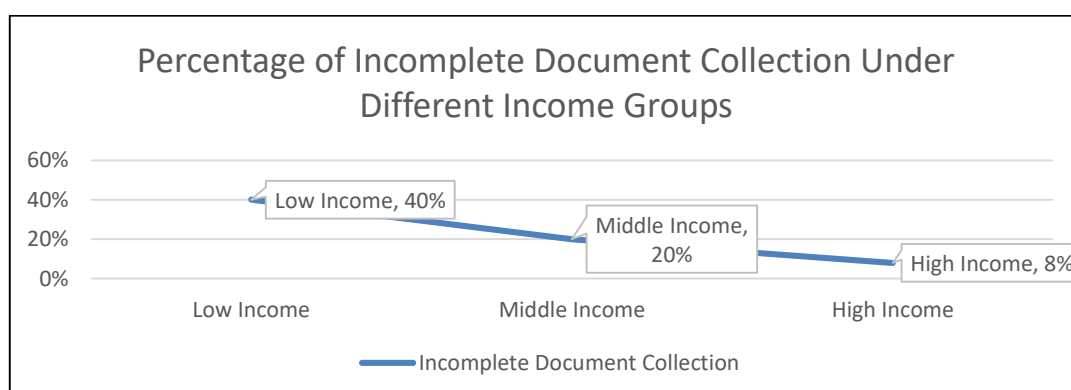 Percentage of Incomplete Document Collection Under
Different Income Groups
60%
40%
20%
0%
Low Income, 40%
Middle Income,
20%
High Income, 8%
Low Income
Middle Income
High Income
Incomplete Document Collection